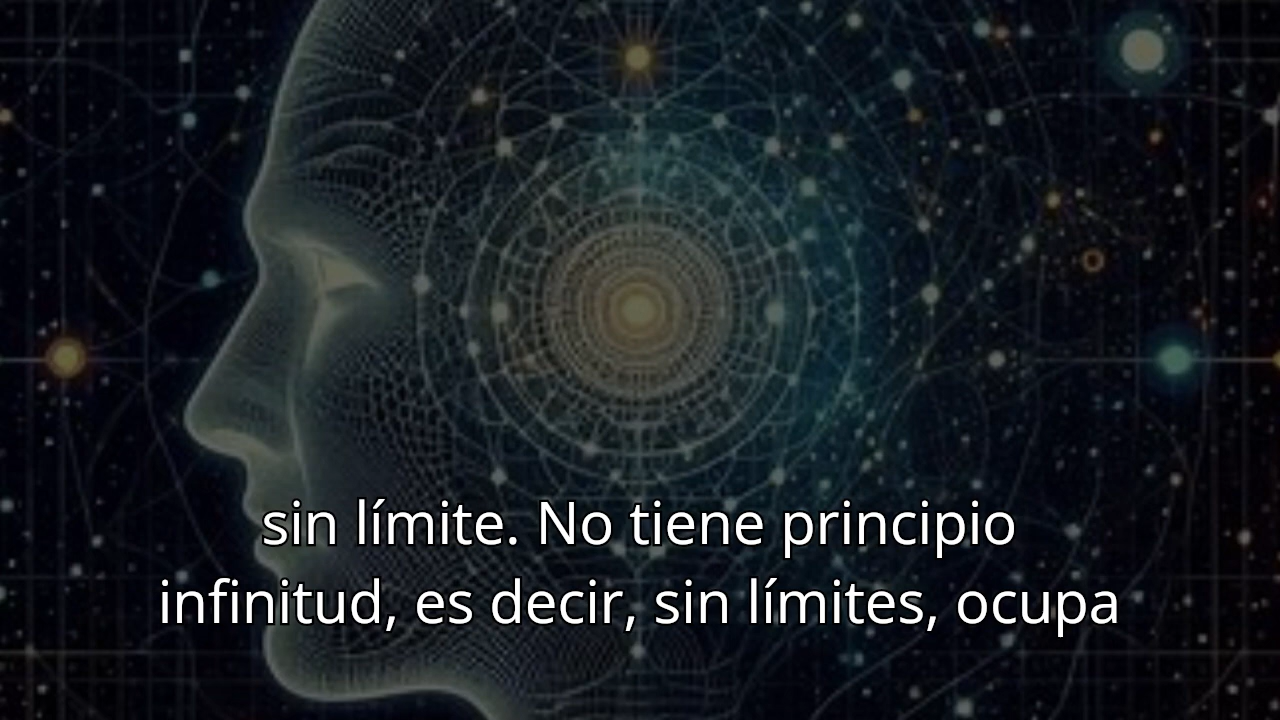 sin límite. No tiene principio
infinitud, es decir, sin límites, ocupa